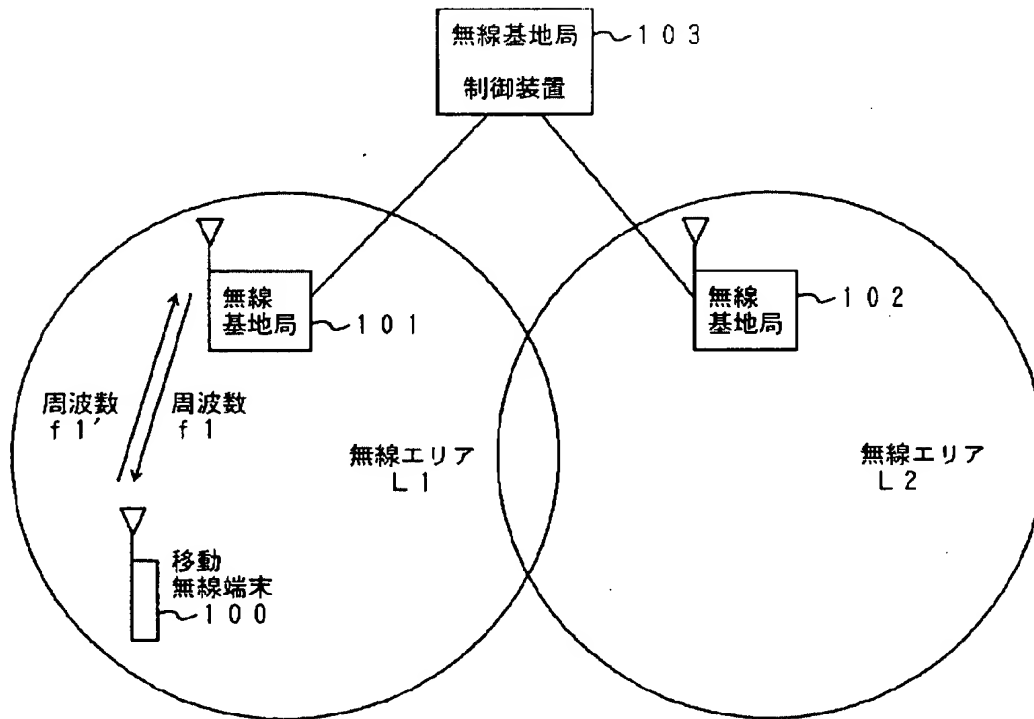 無線基地局
制御装置
１０３
無線
基地局
１０１
無線
基地局
１０２
周波数
ｆ１′
周波数
ｆ１
無線エリア
Ｌ１
無線エリア
Ｌ２
移動
無線端末
１００